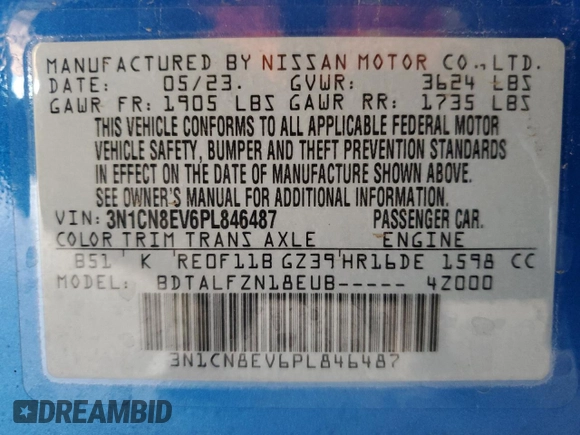 MANUFACTURED BY NISSAN MOTOR CO., LTD.
DATE: 05/23. GVWR: 3624 LBS
GAWR FR: 1905 LBS GAWR RR: 1735 LBS
THIS VEHICLE CONFORMS TO ALL APPLICABLE FEDERAL MOTOR
VEHICLE SAFETY, BUMPER AND THEFT PREVENTION STANDARDS
IN EFFECT ON THE DATE OF MANUFACTURE SHOWN ABOVE.
SEE OWNER'S MANUAL FOR ADDITIONAL INFORMATION.
VIN: 3N1CN8EV6PL846487 PASSENGER CAR.
COLOR TRIM TRANS AXLE ENGINE
B51 K RE0F11B GZ39 HR16DE 1598 CC
MODEL: BDTALFZN18EUB----- 4Z000
3N1CN8EV6PL846487
DREAMBID